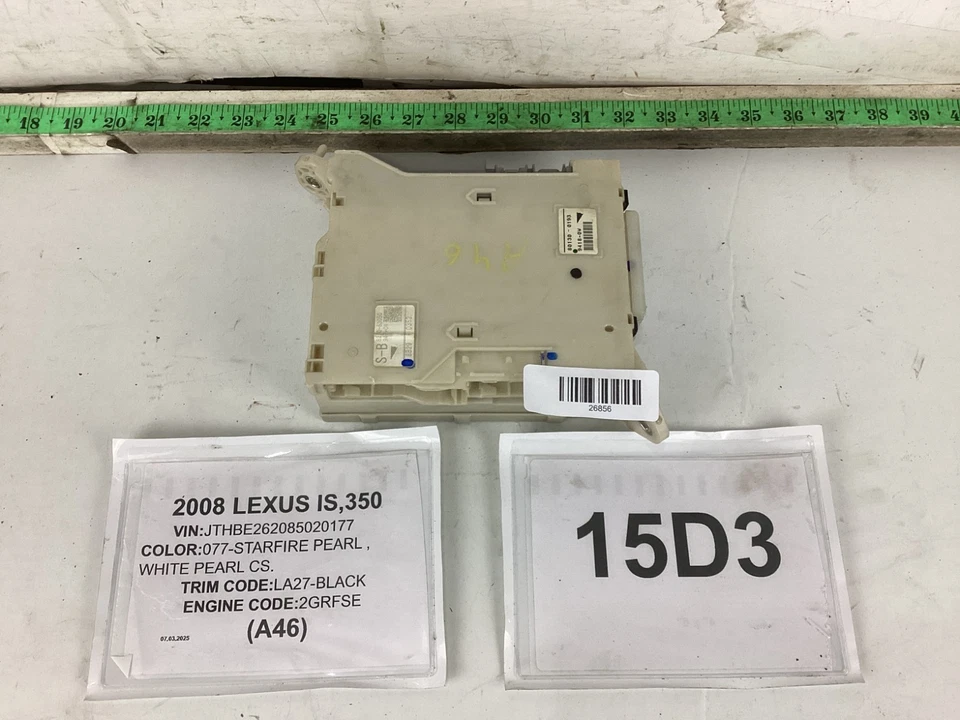 18 19 20 21 22 23 24 25 26 27 28 29 30 31 32 33 34 35 36 37 38 39
60130-0193
S-B
26856
2008 LEXUS IS,350
VIN:JTHBE262085020177
COLOR:077-STARFIRE PEARL ,
WHITE PEARL CS.
TRIM CODE:LA27-BLACK
ENGINE CODE:2GRFSE
(A46)
07,03,2025
15D3